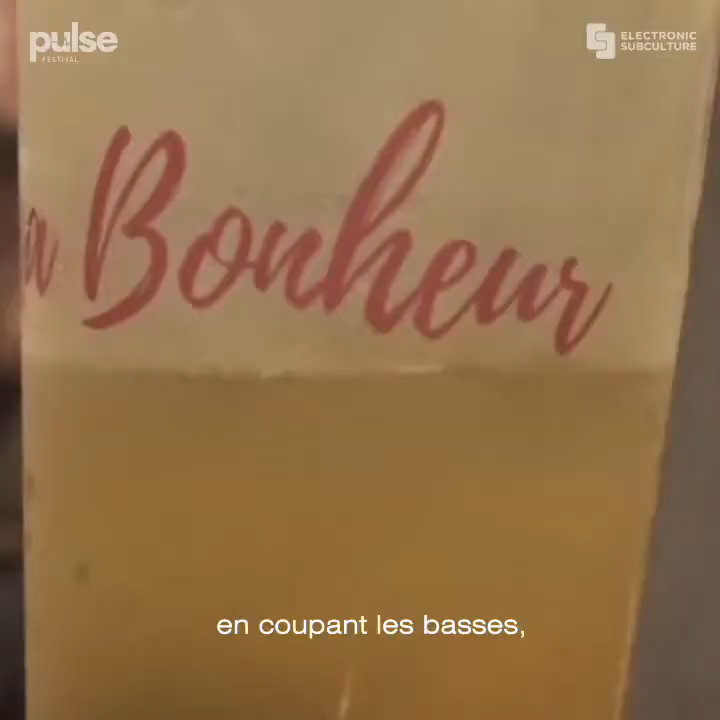 pulse
FESTIVAL
ELECTRONIC
SUBCULTURE
a Bonheur
en coupant les basses,